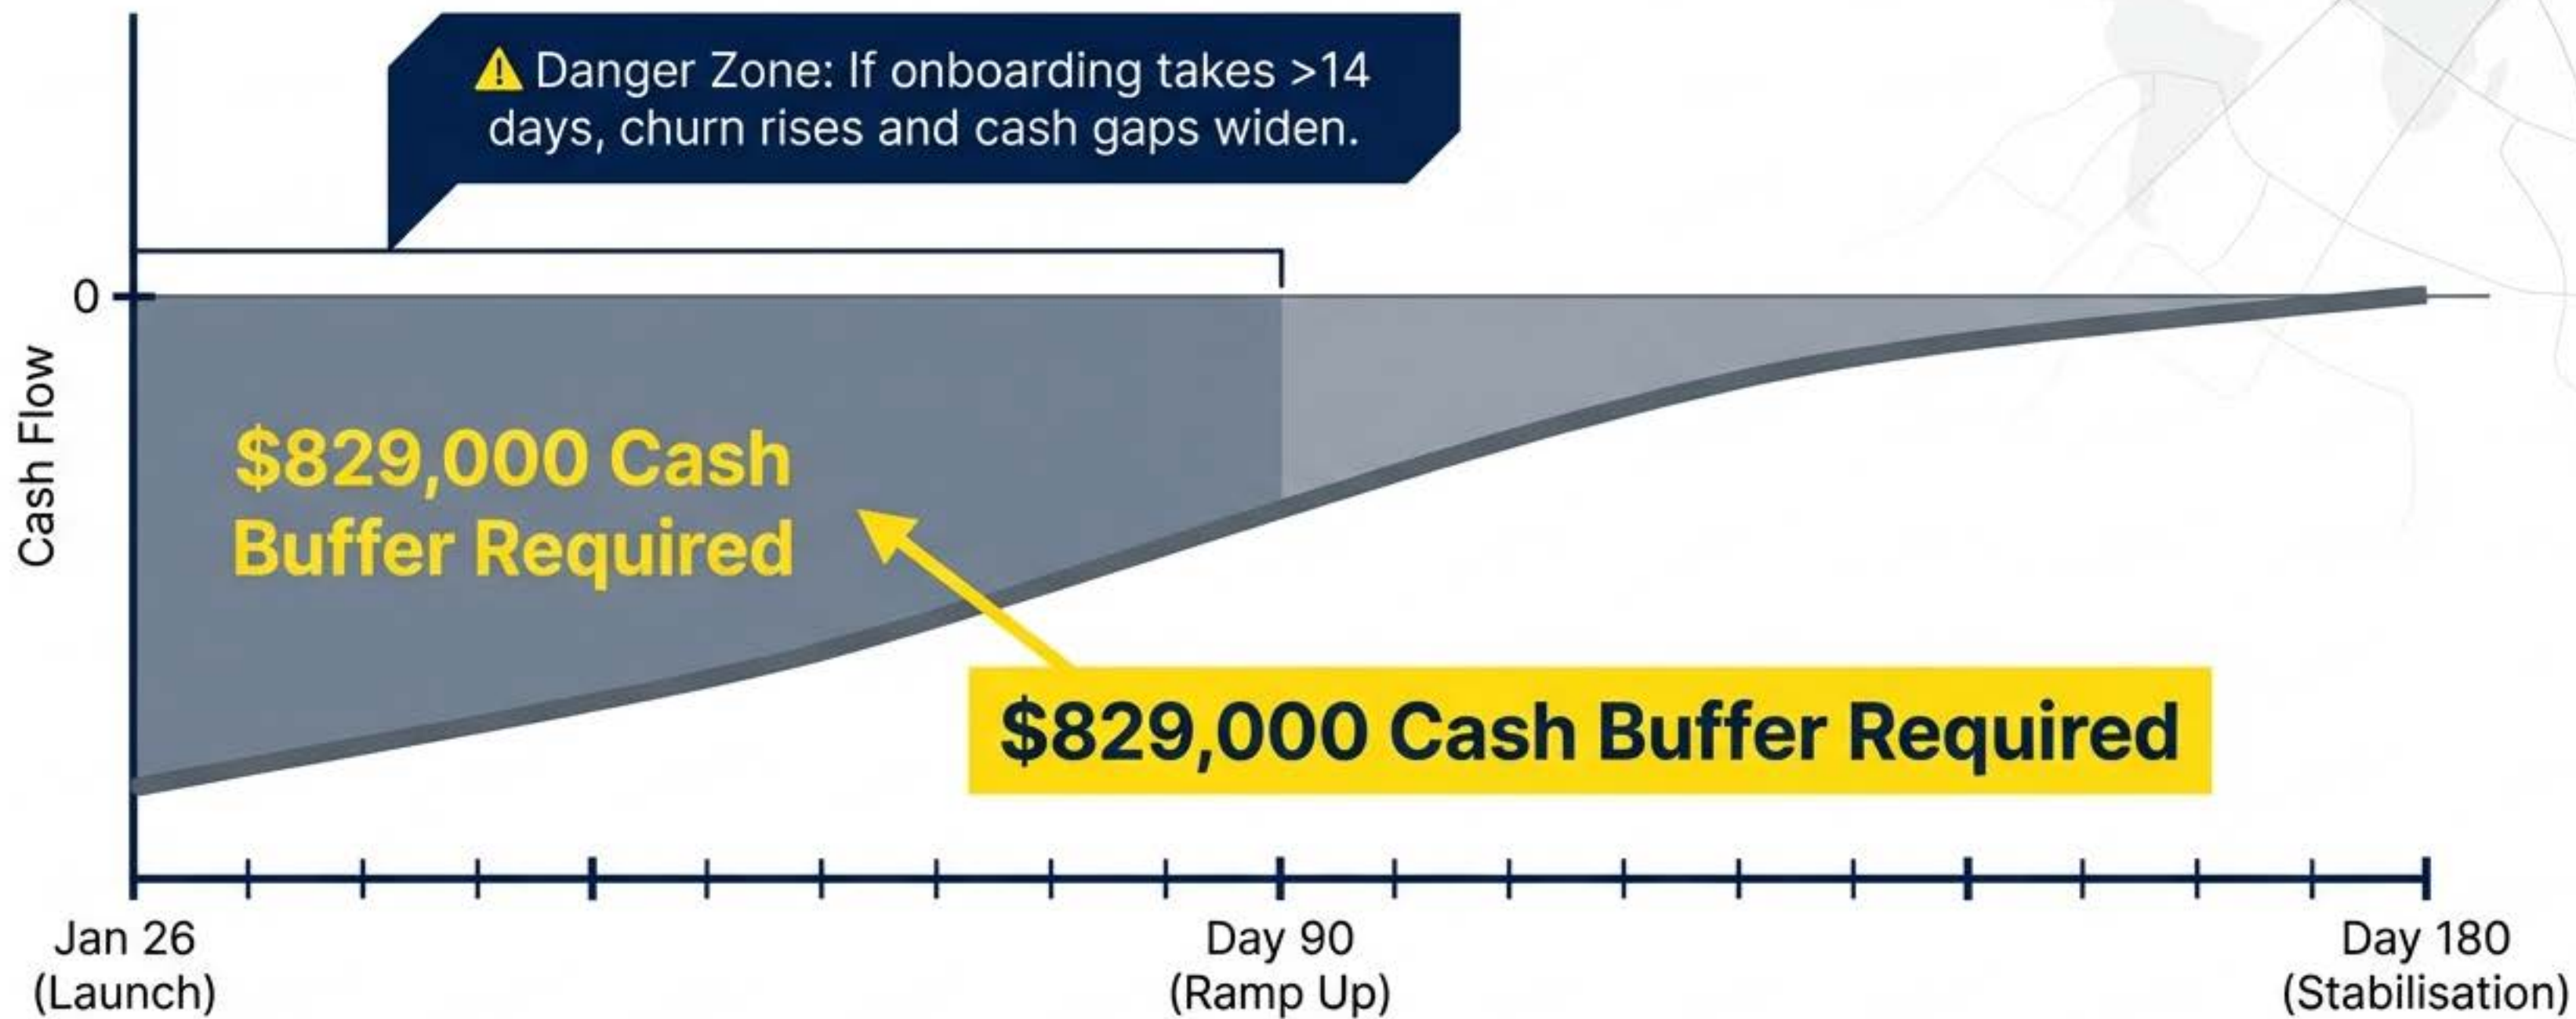 ⚠ Danger Zone: If onboarding takes >14
days, churn rises and cash gaps widen.
0
Cash Flow
$829,000 Cash
Buffer Required
$829,000 Cash Buffer Required
Jan 26
(Launch)
Day 90
(Ramp Up)
Day 180
(Stabilisation)